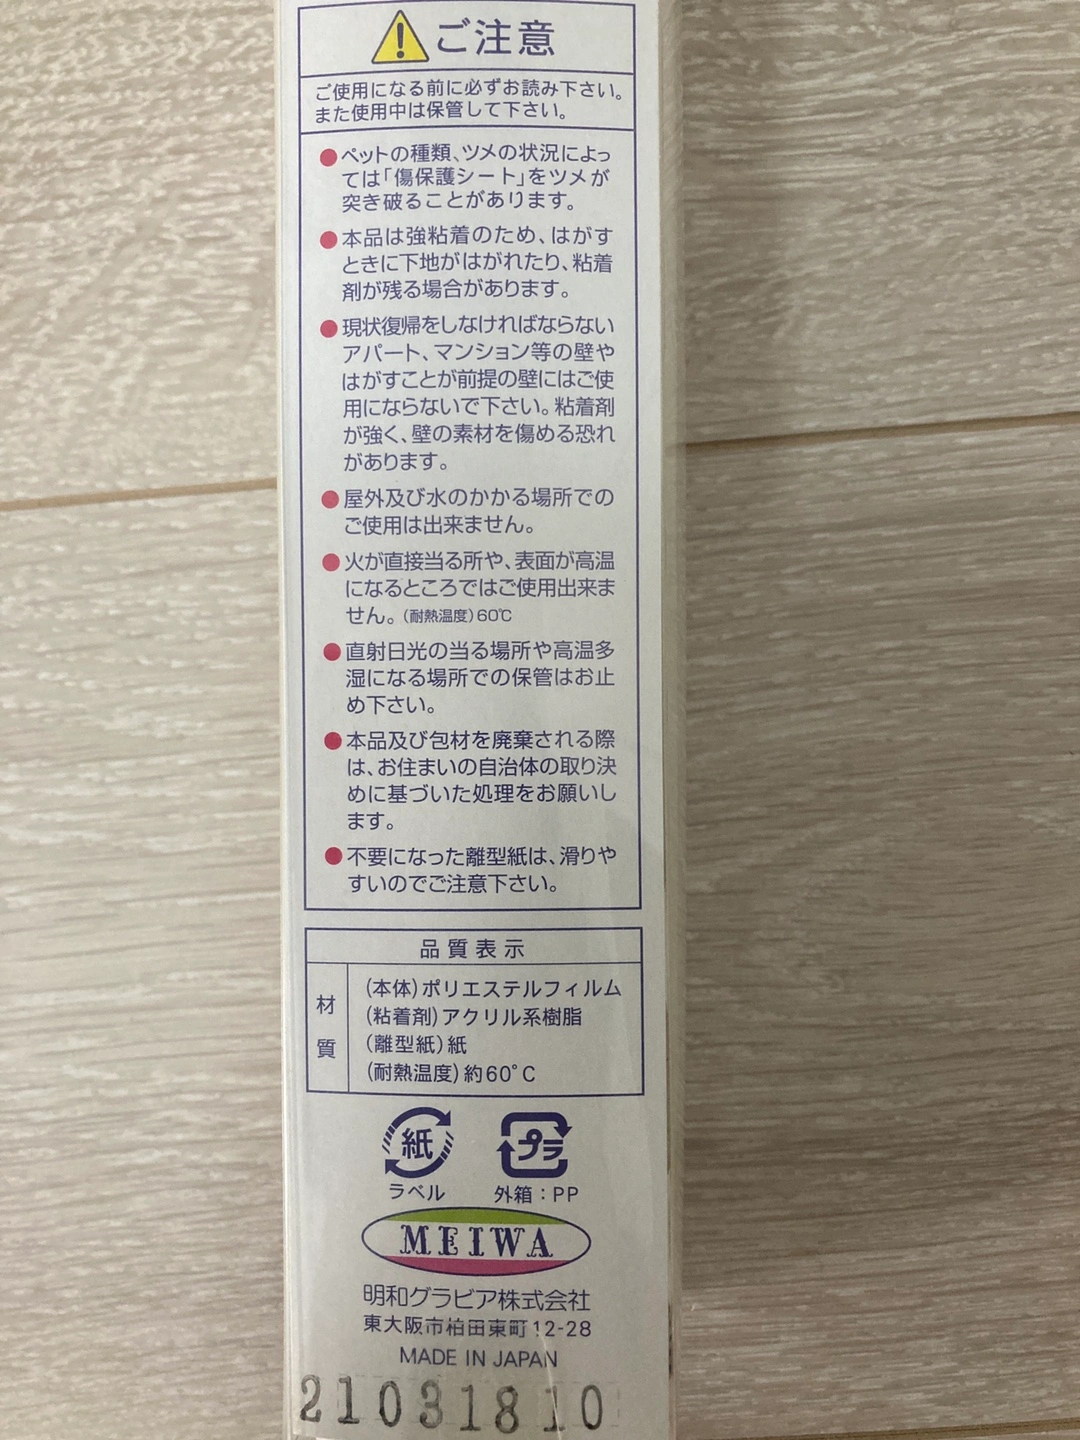 ご注意
ご使用になる前に必ずお読み下さい。
また使用中は保管して下さい。
●ペットの種類、ツメの状況によっ
ては「傷保護シート」をツメが
突き破ることがあります。
●本品は強粘着のため、はがす
ときに下地がはがれたり、粘着
剤が残る場合があります。
●現状復帰をしなければならない
アパート、マンション等の壁や
はがすことが前提の壁にはご使
用にならないで下さい。粘着剤
が強く、壁の素材を傷める恐れ
があります。
●屋外及び水のかかる場所での
ご使用は出来ません。
●火が直接当る所や、表面が高温
になるところではご使用出来ま
せん。(耐熱温度)60℃
●直射日光の当る場所や高温多
湿になる場所での保管はお止
め下さい。
●本品及び包材を廃棄される際
は、お住まいの自治体の取り決
めに基づいた処理をお願いし
ます。
●不要になった離型紙は、滑りや
すいのでご注意下さい。
品質表示
材質
(本体)ポリエステルフィルム
(粘着剤)アクリル系樹脂
(離型紙)紙
(耐熱温度)約60°C
紙 プラ
ラベル 外箱：PP
MEIWA
明和グラビア株式会社
東大阪市柏田東町12-28
MADE IN JAPAN
21031810